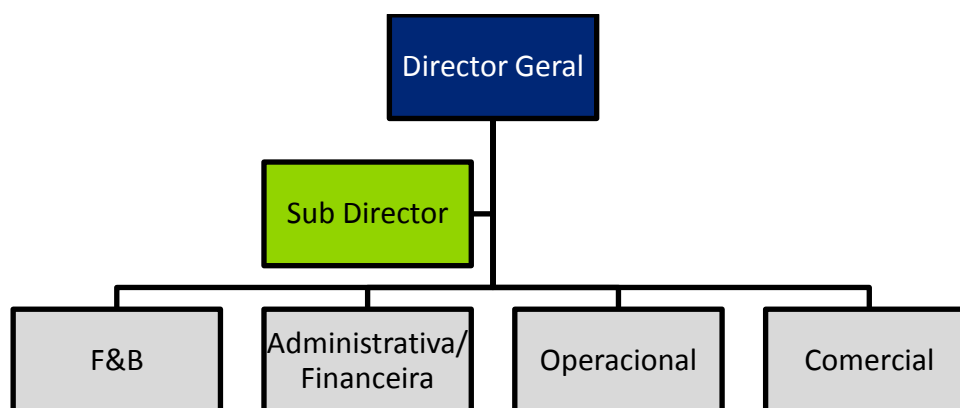 Director Geral
Sub Director
F&B
Administrativa/
Financeira
Operacional
Comercial